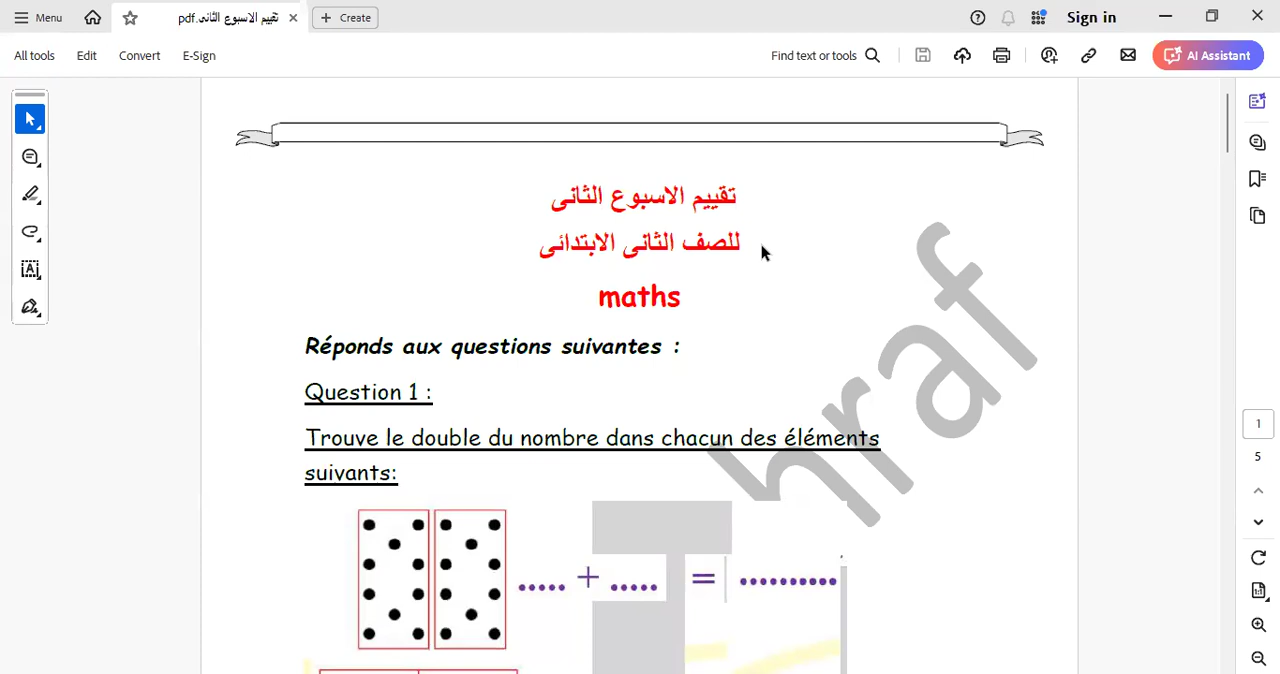 Menu
تقييم الاسبوع الثانى.pdf
Create
Sign in
All tools
Edit
Convert
E-Sign
Find text or tools
AI Assistant
تقييم الاسبوع الثانى
للصف الثانى الابتدائى
maths
Réponds aux questions suivantes :
Question 1 :
Trouve le double du nombre dans chacun des éléments
suivants:
..... + ..... = ..........
hraf
1
5